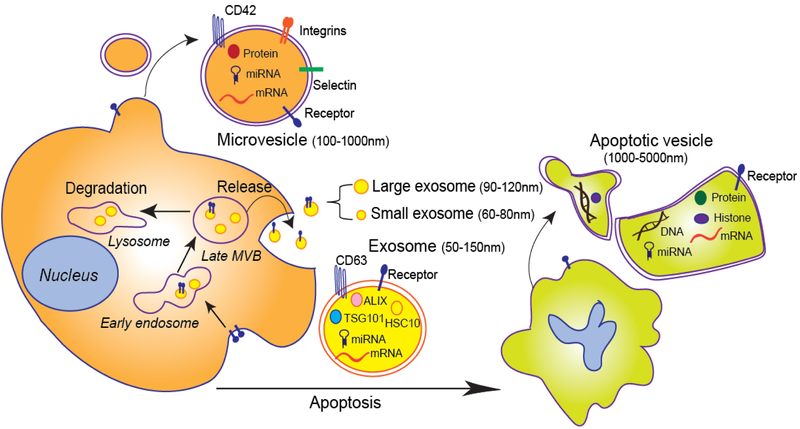 CD42
Integrins
Protein
miRNA
mRNA
Selectin
Receptor
Microvesicle (100-1000nm)
Degradation
Release
Lysosome
Late MVB
Nucleus
Early endosome
Large exosome (90-120nm)
Small exosome (60-80nm)
Exosome (50-150nm)
CD63
Receptor
ALIX
TSG101
HSC10
miRNA
mRNA
Apoptosis
Apoptotic vesicle
(1000-5000nm)
Receptor
Protein
Histone
DNA
mRNA
miRNA